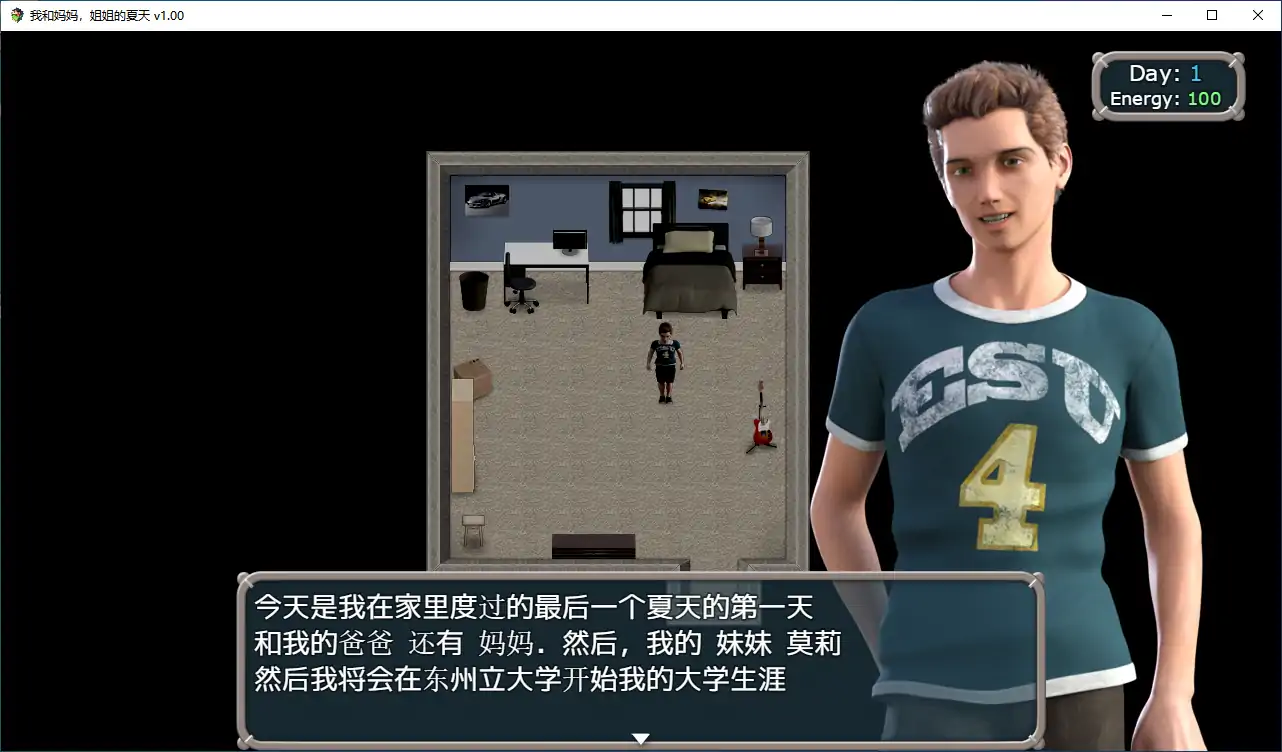 我和妈妈，姐姐的夏天 v1.00
Day: 1
Energy: 100
ESU
4
今天是我在家里度过的最后一个夏天的第一天
和我的爸爸 还有 妈妈．然后，我的 妹妹 莫莉
然后我将会在东州立大学开始我的大学生涯